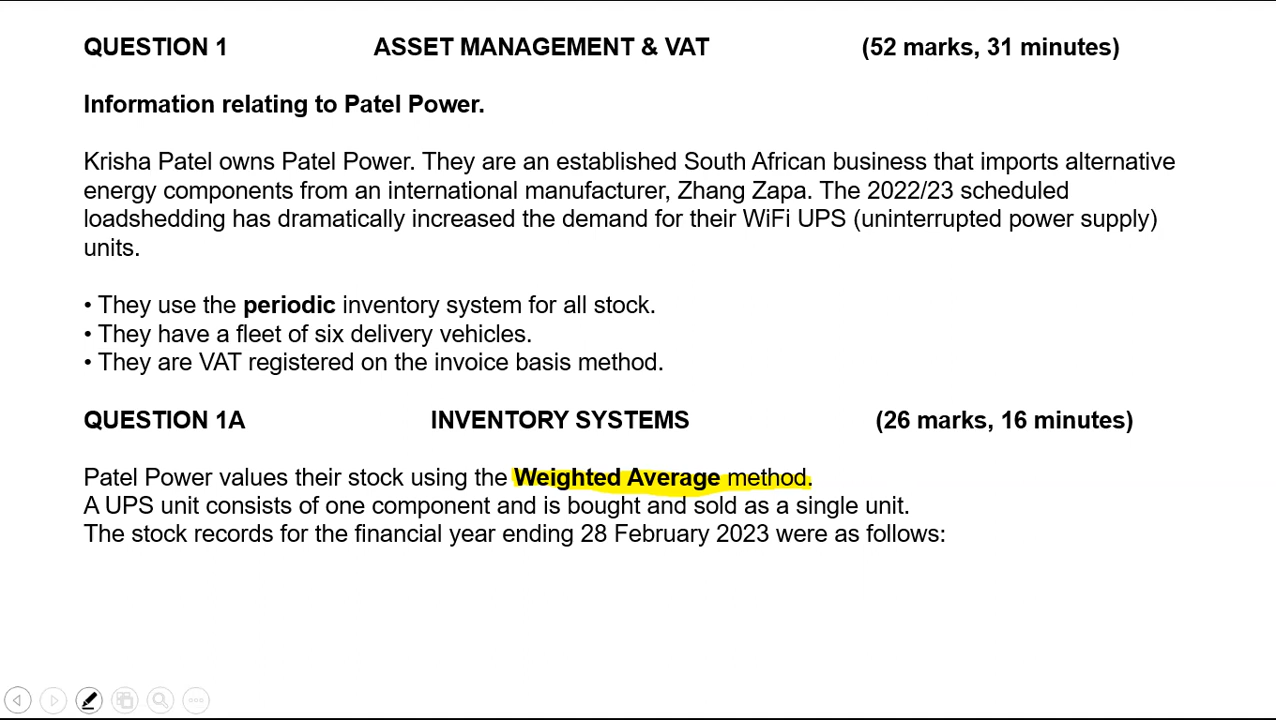 QUESTION 1 ASSET MANAGEMENT & VAT (52 marks, 31 minutes)
Information relating to Patel Power.
Krisha Patel owns Patel Power. They are an established South African business that imports alternative
energy components from an international manufacturer, Zhang Zapa. The 2022/23 scheduled
loadshedding has dramatically increased the demand for their WiFi UPS (uninterrupted power supply)
units.
• They use the periodic inventory system for all stock.
• They have a fleet of six delivery vehicles.
• They are VAT registered on the invoice basis method.
QUESTION 1A INVENTORY SYSTEMS (26 marks, 16 minutes)
Patel Power values their stock using the Weighted Average method.
A UPS unit consists of one component and is bought and sold as a single unit.
The stock records for the financial year ending 28 February 2023 were as follows: